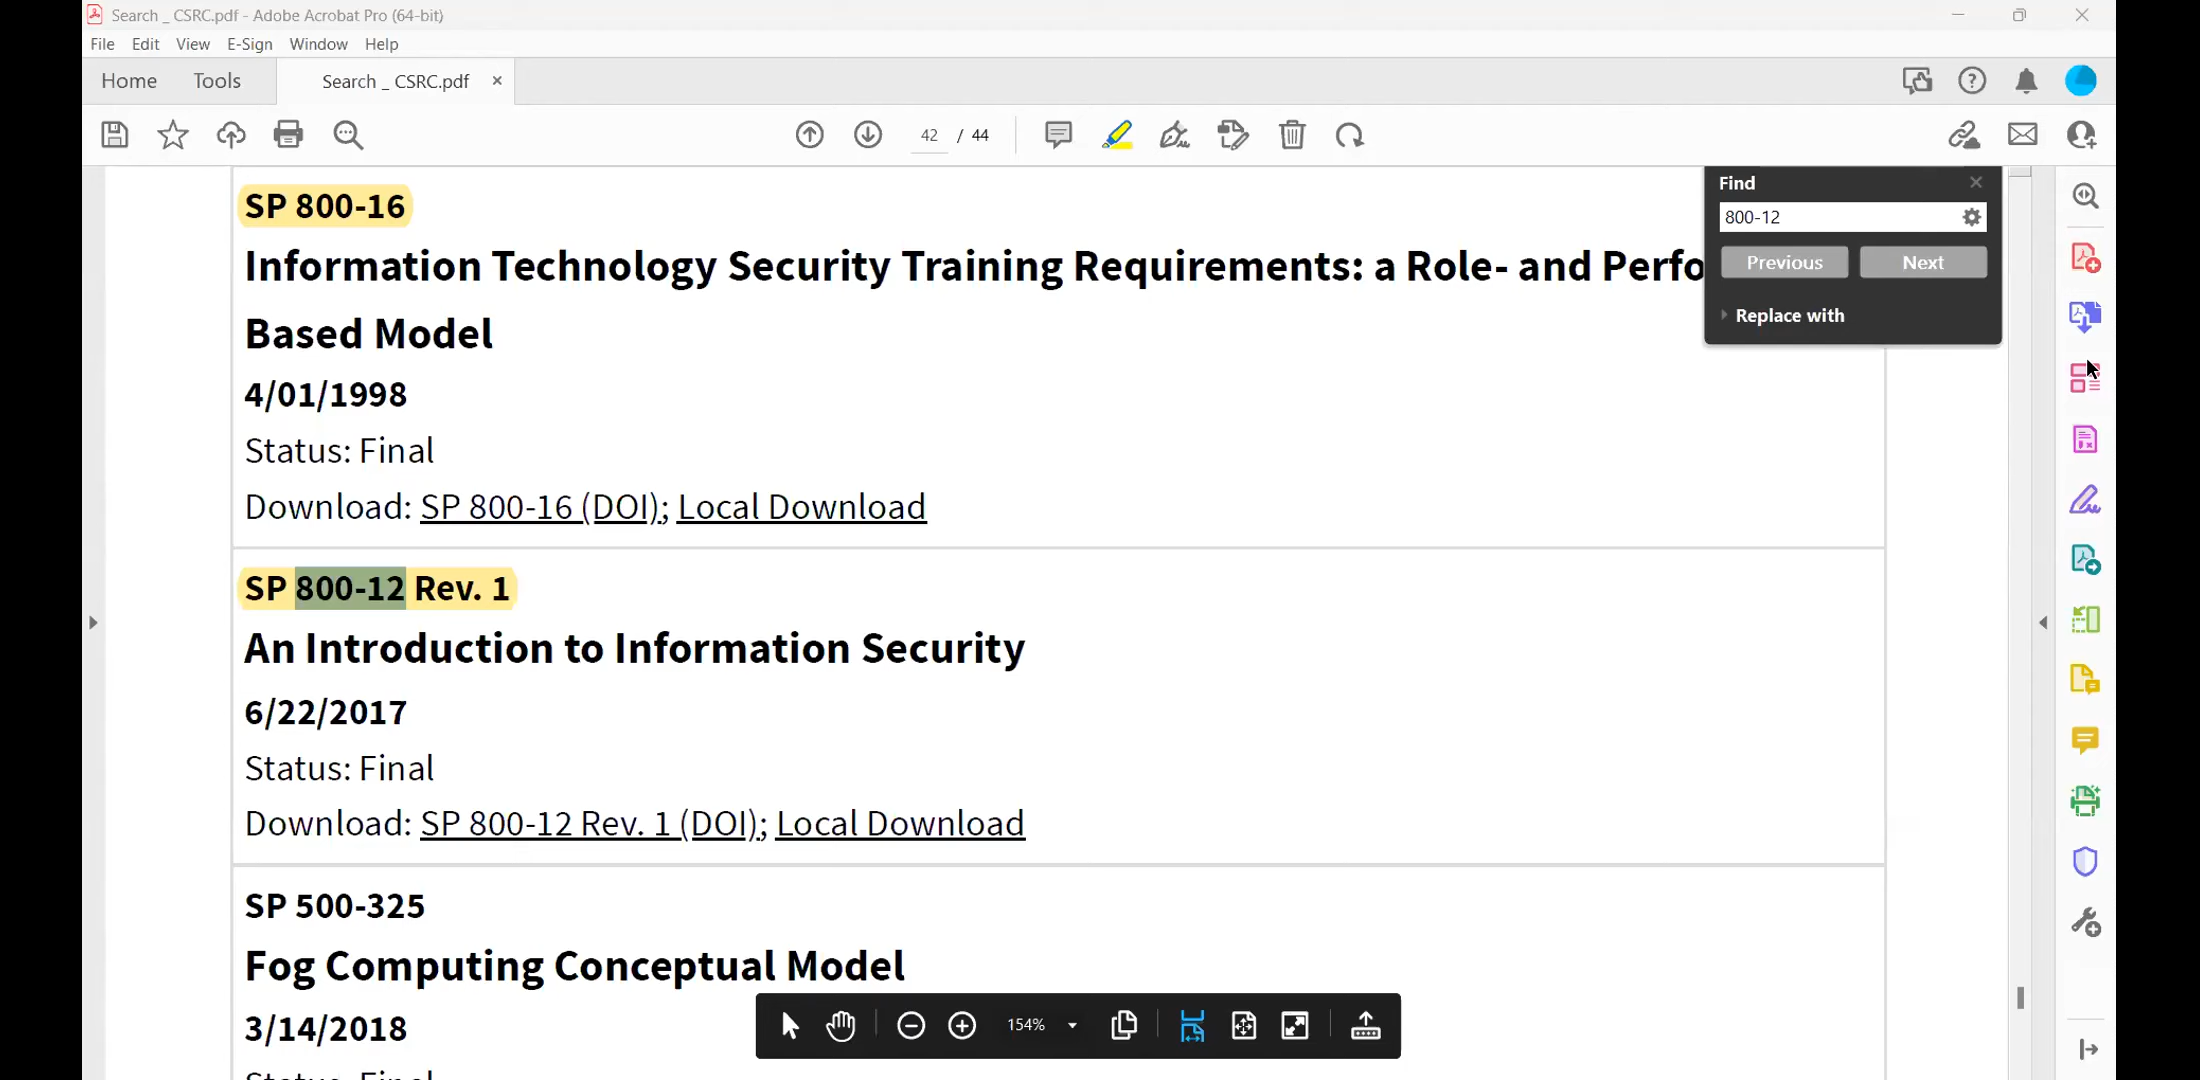 Search _ CSRC.pdf - Adobe Acrobat Pro (64-bit)
File Edit View E-Sign Window Help
Home Tools Search _ CSRC.pdf
42 / 44
SP 800-16
Information Technology Security Training Requirements: a Role- and Perfo
Based Model
4/01/1998
Status: Final
Download: SP 800-16 (DOI); Local Download
Find
800-12
Previous Next
Replace with
SP 800-12 Rev. 1
An Introduction to Information Security
6/22/2017
Status: Final
Download: SP 800-12 Rev. 1 (DOI); Local Download
SP 500-325
Fog Computing Conceptual Model
3/14/2018
Status: Final
154%